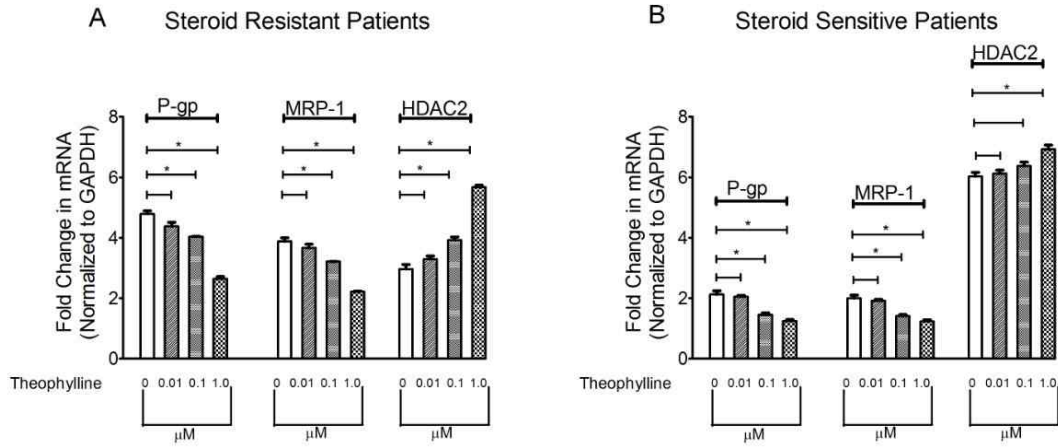 A Steroid Resistant Patients
Fold Change in mRNA
(Normalized to GAPDH)
8
6
4
2
0
P-gp
MRP-1
HDAC2
*
*
*
*
*
*
Theophylline 0 0.01 0.1 1.0 0 0.01 0.1 1.0 0 0.01 0.1 1.0
μM μM μM
B Steroid Sensitive Patients
Fold Change in mRNA
(Normalized to GAPDH)
8
6
4
2
0
P-gp
MRP-1
HDAC2
*
*
*
*
*
Theophylline 0 0.01 0.1 1.0 0 0.01 0.1 1.0 0 0.01 0.1 1.0
μM μM μM